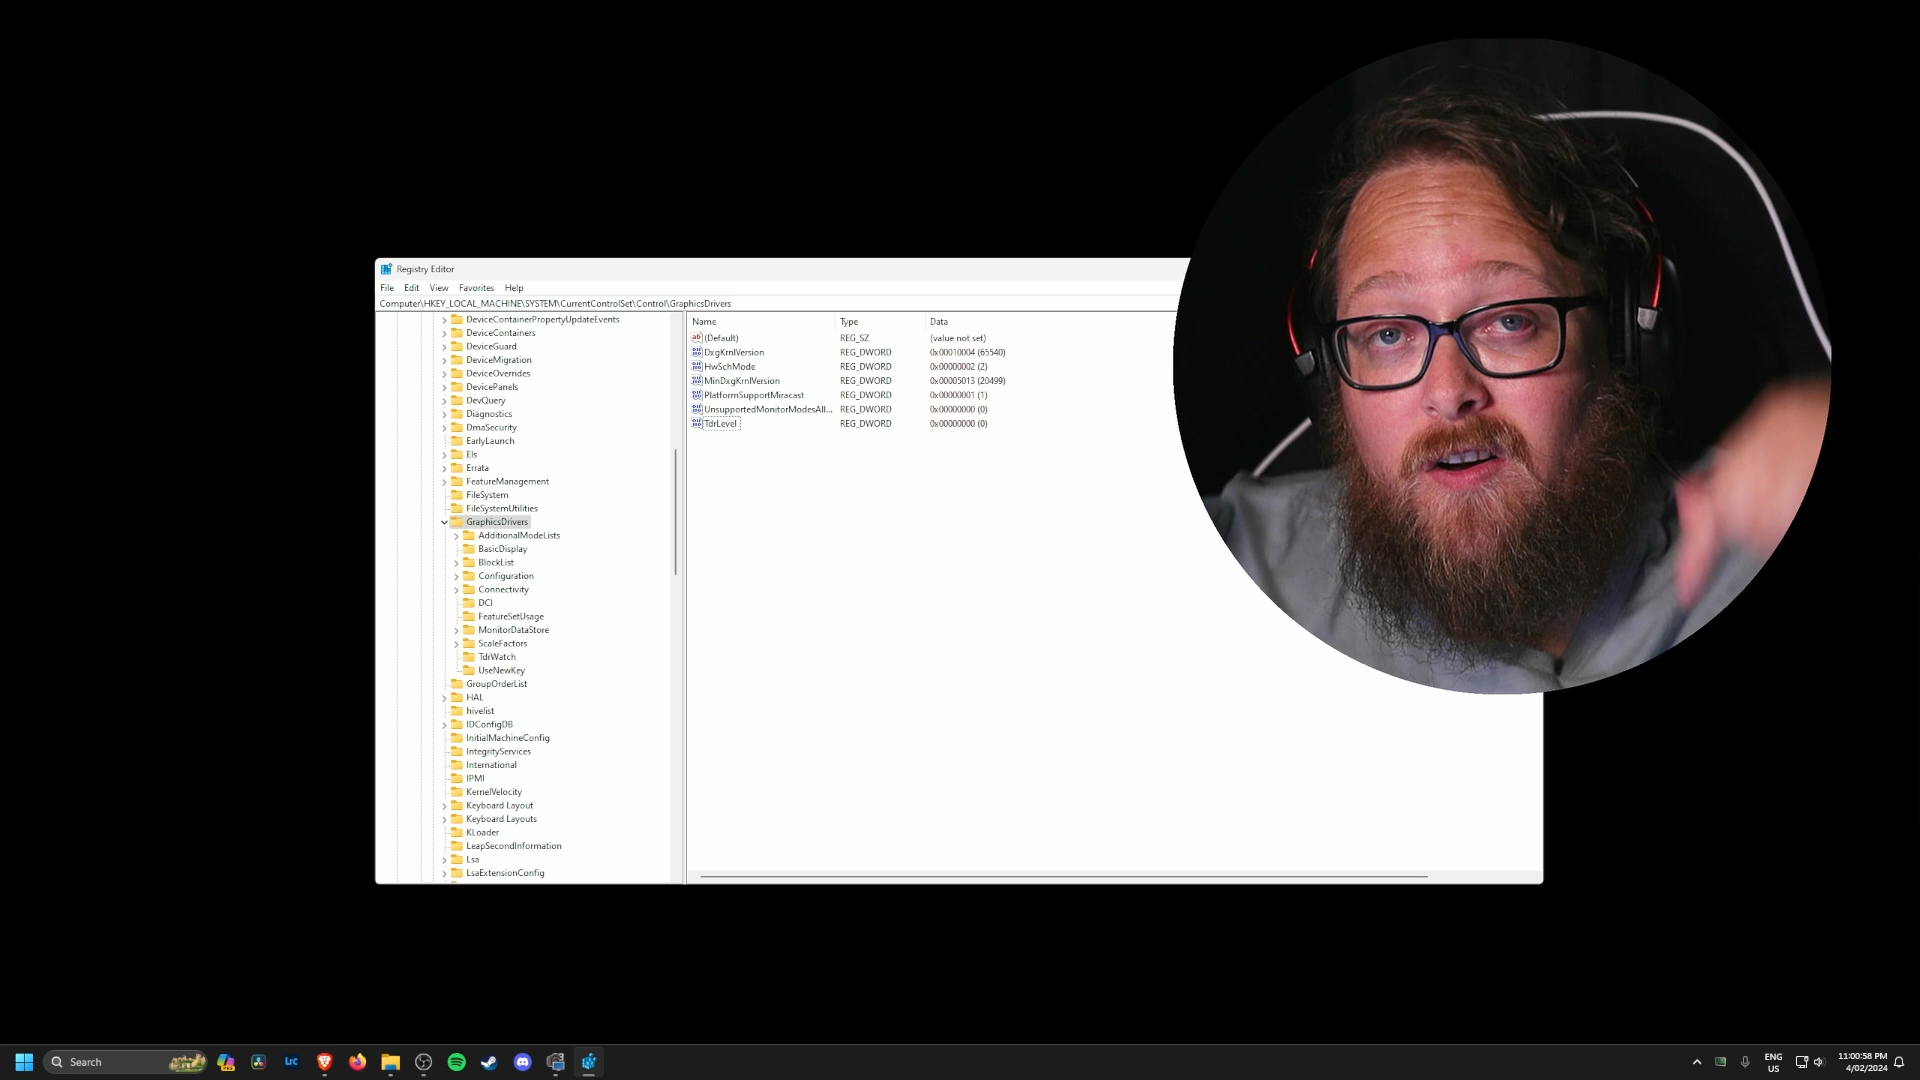 Registry Editor
File Edit View Favorites Help
Computer\HKEY_LOCAL_MACHINE\SYSTEM\CurrentControlSet\Control\GraphicsDrivers
DeviceContainerPropertyUpdateEvents
DeviceContainers
DeviceGuard
DeviceMigration
DeviceOverrides
DevicePanels
DevQuery
Diagnostics
DmaSecurity
EarlyLaunch
Els
Errata
FeatureManagement
FileSystem
FileSystemUtilities
GraphicsDrivers
AdditionalModeLists
BasicDisplay
BlockList
Configuration
Connectivity
DCI
FeatureSetUsage
MonitorDataStore
ScaleFactors
TdrWatch
UseNewKey
GroupOrderList
HAL
hivelist
IDConfigDB
InitialMachineConfig
IntegrityServices
International
IPMI
KernelVelocity
Keyboard Layout
Keyboard Layouts
KLoader
LeapSecondInformation
Lsa
LsaExtensionConfig
Name Type Data
(Default) REG_SZ (value not set)
DxgKrnlVersion REG_DWORD 0x00010004 (65540)
HwSchMode REG_DWORD 0x00000002 (2)
MinDxgKrnlVersion REG_DWORD 0x00005013 (20499)
PlatformSupportMiracast REG_DWORD 0x00000001 (1)
UnsupportedMonitorModesAll... REG_DWORD 0x00000000 (0)
TdrLevel REG_DWORD 0x00000000 (0)
Search
Lrc
ENG
US
11:00:58 PM
4/02/2024